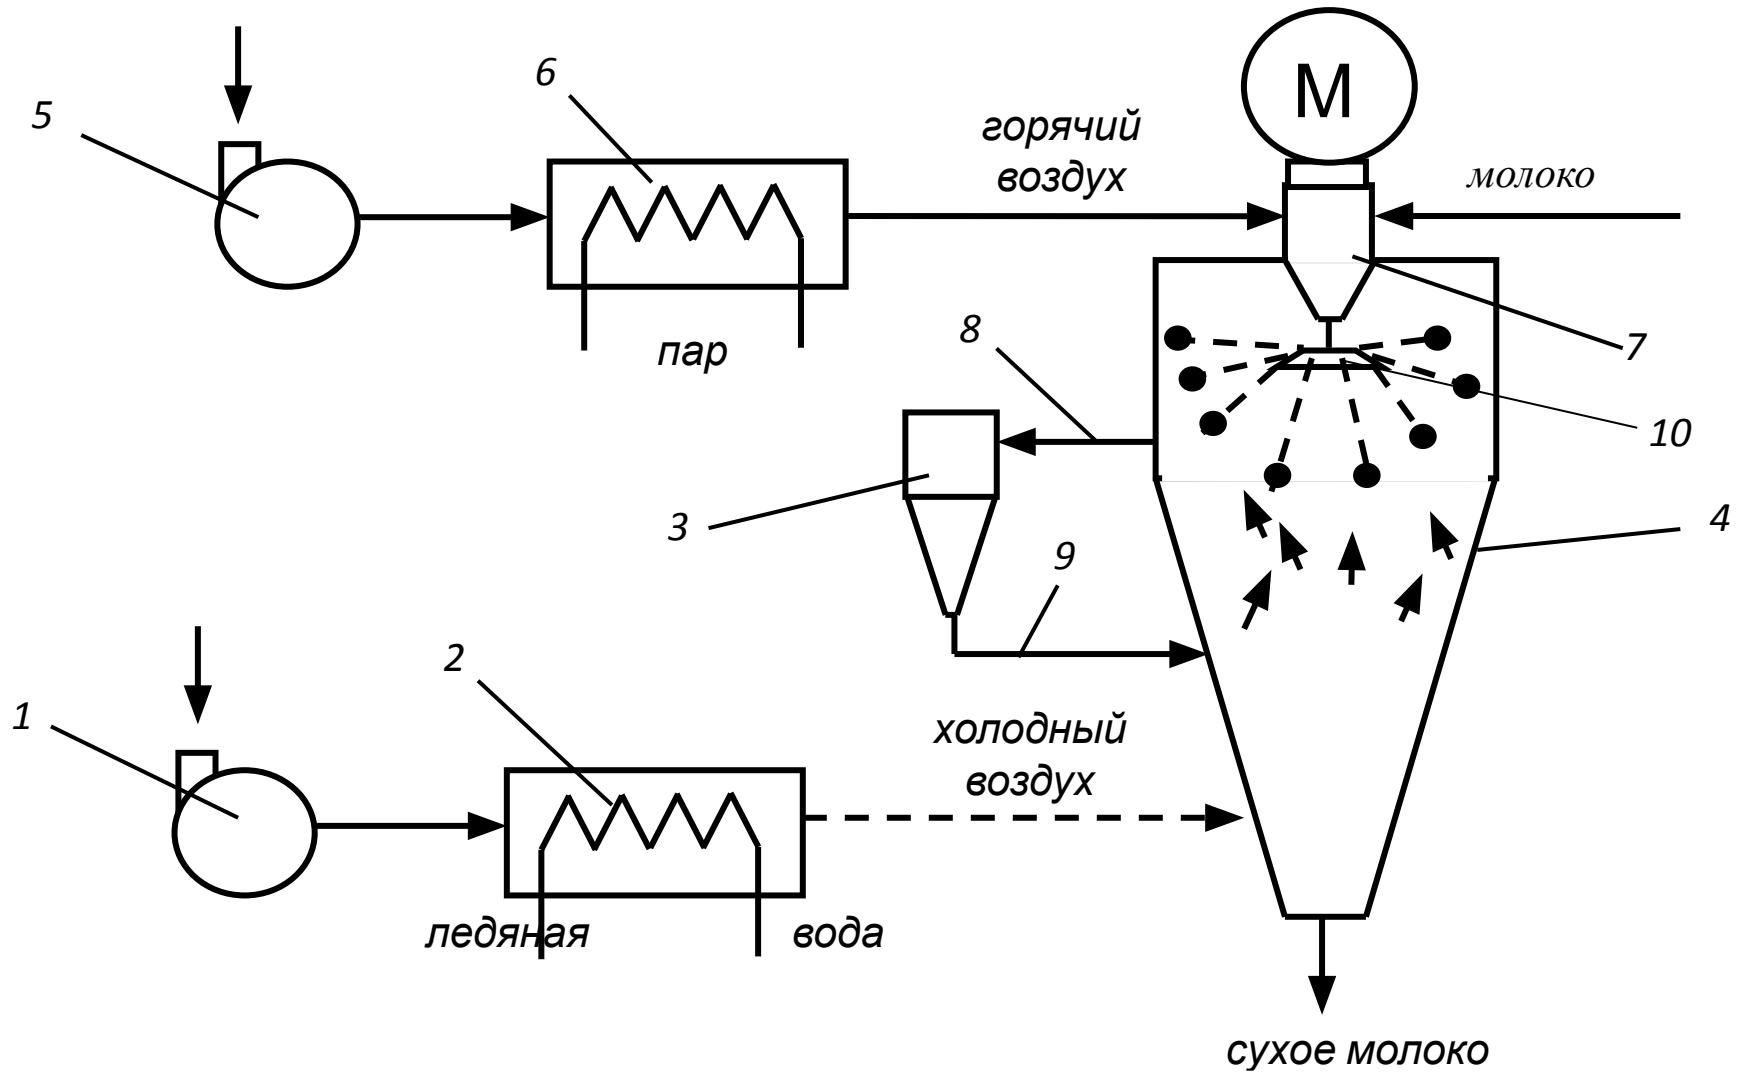 М
6
5
горячий
воздух
молоко
8
7
пар
10
3
4
9
2
1
холодный
воздух
ледяная вода
сухое молоко